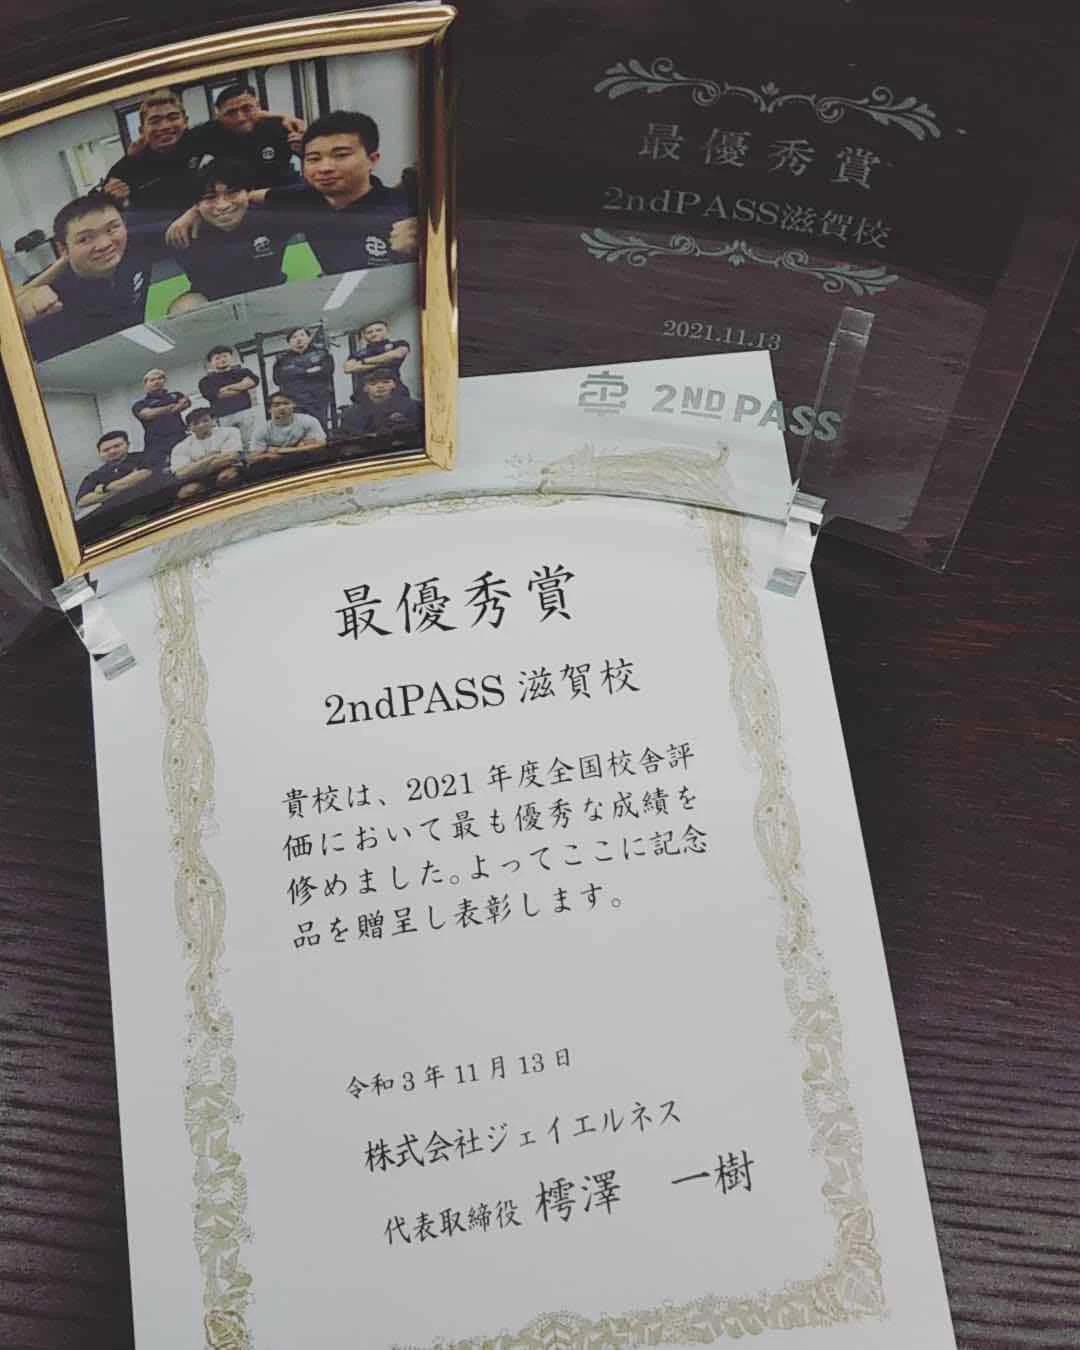 最優秀賞
2ndPASS滋賀校
2021.11.13
2ND PASS
最優秀賞
2ndPASS 滋賀校
貴校は、2021 年度全国校舎評
価において最も優秀な成績を
修めました。よってここに記念
品を贈呈し表彰します。
令和3年 11 月 13 日
株式会社ジェイエルネス
代表取締役 樗澤 一樹